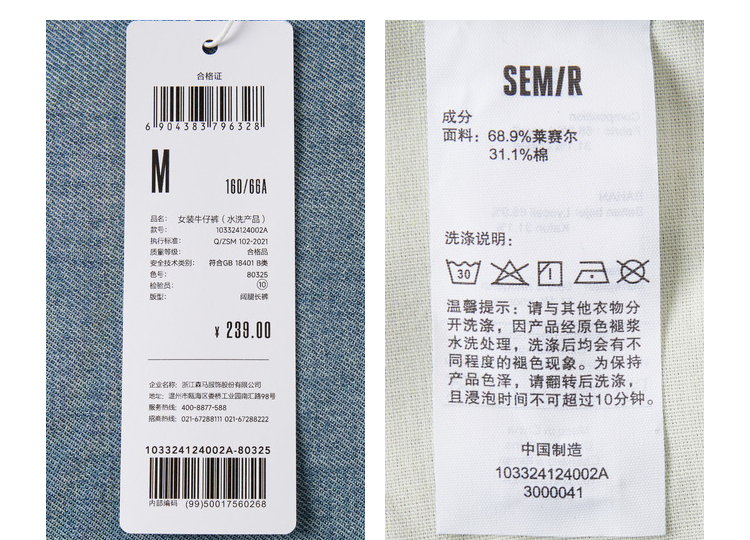 合格证
6 904383 796328
M
160/66A
品名： 女装牛仔裤（水洗产品）
款号： 103324124002A
执行标准： Q/ZSM 102-2021
质量等级： 合格品
安全技术类别： 符合GB 18401 B类
色号： 80325
检验员： ⑩
版型： 阔腿长裤
¥ 239.00
企业名称：浙江森马服饰股份有限公司
地址：温州市瓯海区娄桥工业园南汇路98号
服务热线：400-8877-588
招商热线：021-67288111 021-67288222
103324124002A-80325
内部编码 (99)50017560268
SEM/R
成分
面料：68.9%莱赛尔
31.1%棉
洗涤说明：
30
温馨提示：请与其他衣物分
开洗涤，因产品经原色褪浆
水洗处理，洗涤后均会有不
同程度的褪色现象。为保持
产品色泽，请翻转后洗涤，
且浸泡时间不可超过10分钟。
中国制造
103324124002A
3000041